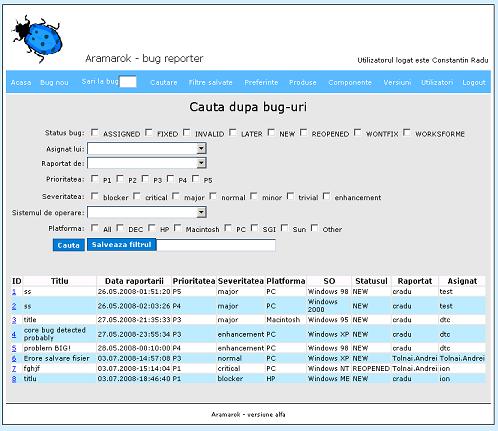 Aramarok - bug reporter
Utilizatorul logat este Constantin Radu
Acasa Bug nou Sari la bug Cautare Filtre salvate Preferinte Produse Componente Versiuni Utilizatori Logout
Cauta dupa bug-uri
Status bug: ASSIGNED FIXED INVALID LATER NEW REOPENED WONTFIX WORKSFORME
Asignat lui:
Raportat de:
Prioritatea: P1 P2 P3 P4 P5
Severitatea: blocker critical major normal minor trivial enhancement
Sistemul de operare:
Platforma: All DEC HP Macintosh PC SGI Sun Other
Cauta Salveaza filtrul
ID Titlu Data raportarii Prioritatea Severitatea Platforma SO Statusul Raportat Asignat
1 ss 26.05.2008-01:51:20 P5 major PC Windows 98 NEW cradu test
2 ss 26.05.2008-02:03:26 P4 major PC Windows 2000 NEW cradu test
3 title 27.05.2008-21:35:33 P3 major Macintosh Windows 95 NEW cradu dtc
4 core bug detected probably 27.05.2008-23:55:34 P3 enhancement PC Windows XP NEW cradu dtc
5 problem BIG! 28.05.2008-00:10:00 P4 enhancement PC Windows 98 NEW cradu dtc
6 Erore salvare fisier 03.07.2008-14:57:08 P3 normal PC Windows XP NEW Tolnai.Andrei Tolnai.Andrei
7 fghjf 03.07.2008-15:14:04 P1 critical PC Windows NT REOPENED Tolnai.Andrei ion
8 titlu 03.07.2008-18:46:40 P1 blocker HP Windows ME NEW Tolnai.Andrei ion
Aramarok - versiune alfa